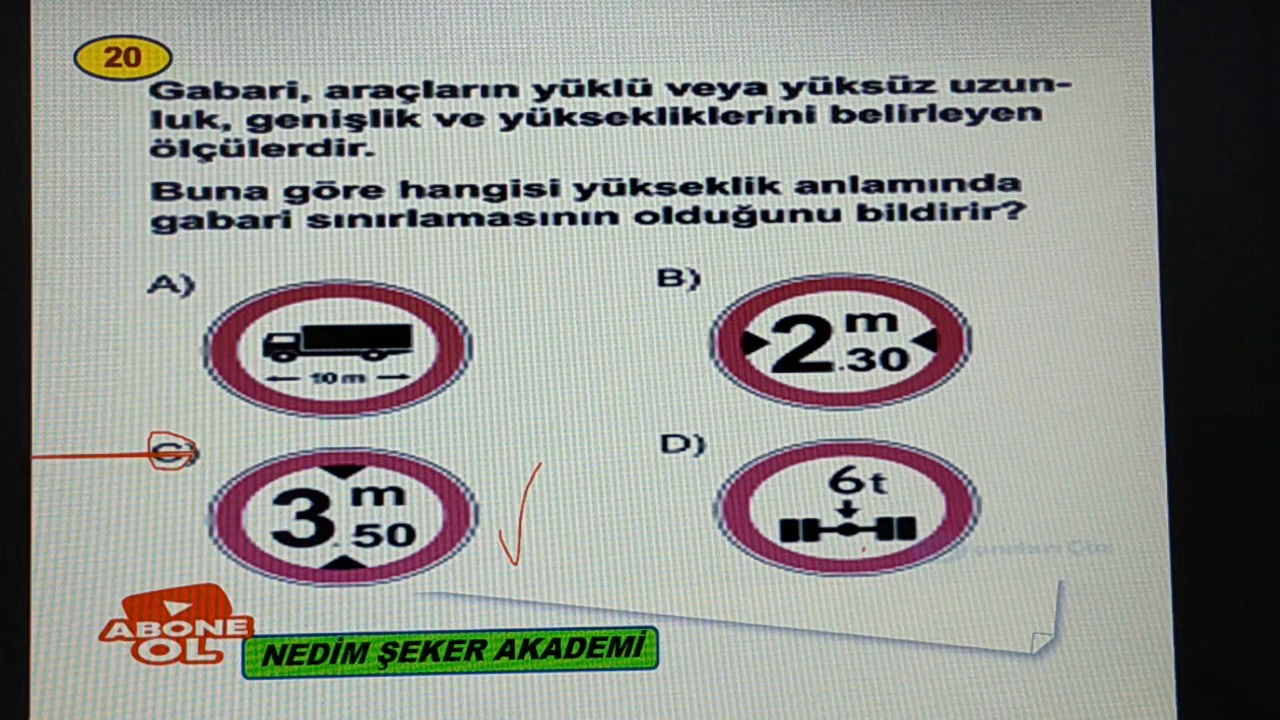 20
Gabari, araçların yüklü veya yüksüz uzun-
luk, genişlik ve yüksekliklerini belirleyen
ölçülerdir.
Buna göre hangisi yükseklik anlamında
gabari sınırlamasının olduğunu bildirir?
A)
10 m
B)
2 m .30
C)
3 m .50
D)
6t
ABONE
OL
NEDİM ŞEKER AKADEMİ